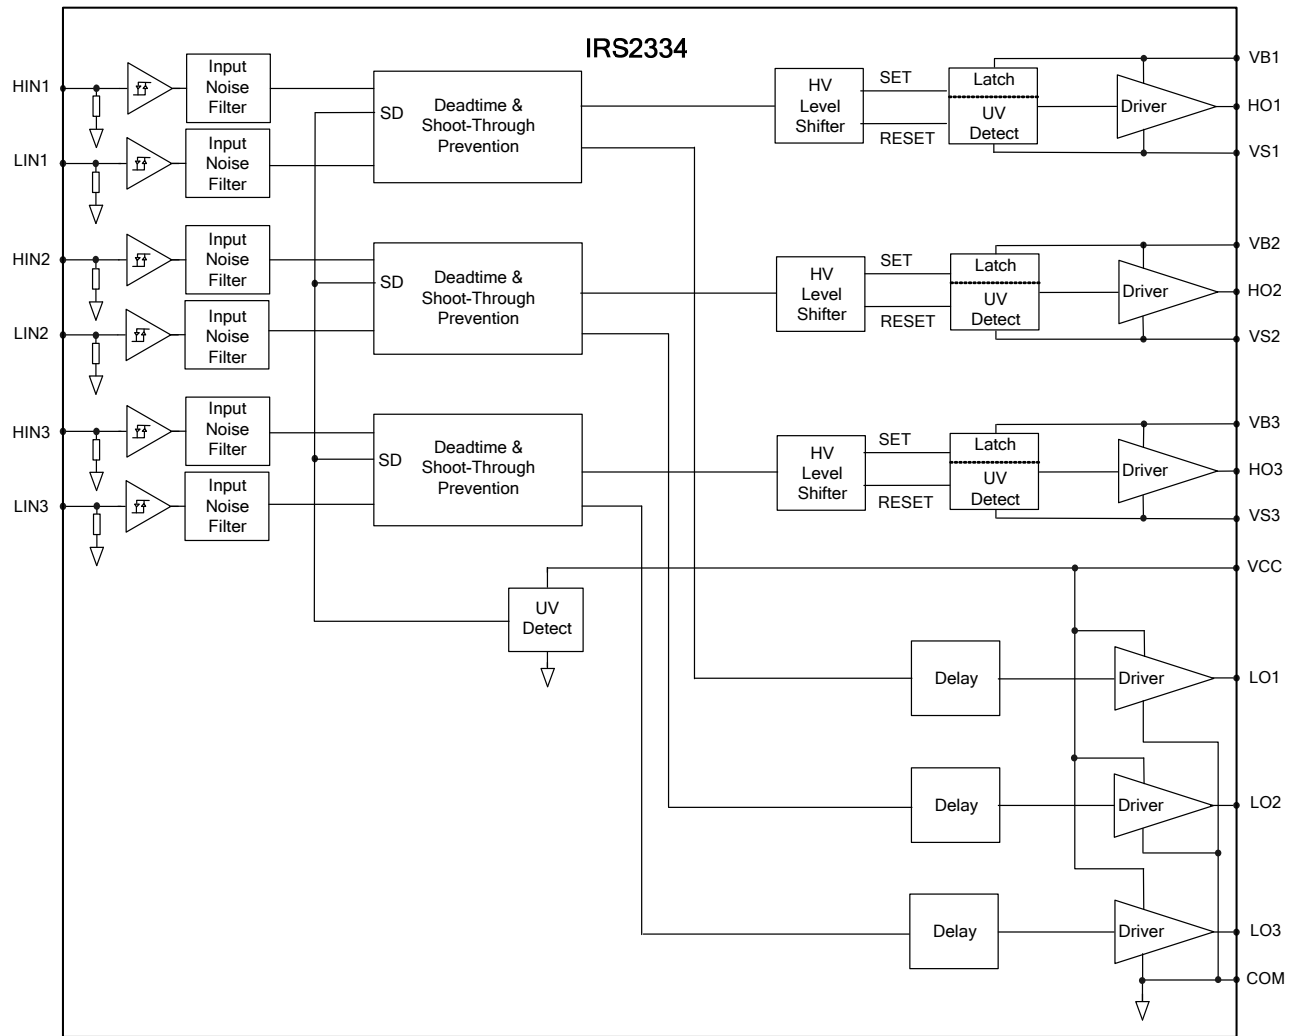 IRS2334
HIN1
Input
Noise
Filter
LIN1
Input
Noise
Filter
SD
Deadtime &
Shoot-Through
Prevention
HV
Level
Shifter
SET
RESET
Latch
UV
Detect
Driver
VB1
HO1
VS1
HIN2
Input
Noise
Filter
LIN2
Input
Noise
Filter
SD
Deadtime &
Shoot-Through
Prevention
HV
Level
Shifter
SET
RESET
Latch
UV
Detect
Driver
VB2
HO2
VS2
HIN3
Input
Noise
Filter
LIN3
Input
Noise
Filter
SD
Deadtime &
Shoot-Through
Prevention
HV
Level
Shifter
SET
RESET
Latch
UV
Detect
Driver
VB3
HO3
VS3
VCC
UV
Detect
Delay
Driver
LO1
Delay
Driver
LO2
Delay
Driver
LO3
COM